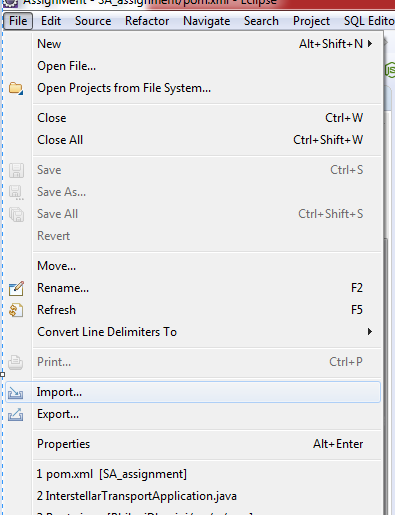 Assignment - SA_assignment/pom.xml - Eclipse
File Edit Source Refactor Navigate Search Project SQL Edito
New Alt+Shift+N
Open File...
Open Projects from File System...
Close Ctrl+W
Close All Ctrl+Shift+W
Save Ctrl+S
Save As...
Save All Ctrl+Shift+S
Revert
Move...
Rename... F2
Refresh F5
Convert Line Delimiters To
Print... Ctrl+P
Import...
Export...
Properties Alt+Enter
1 pom.xml [SA_assignment]
2 InterstellarTransportApplication.java